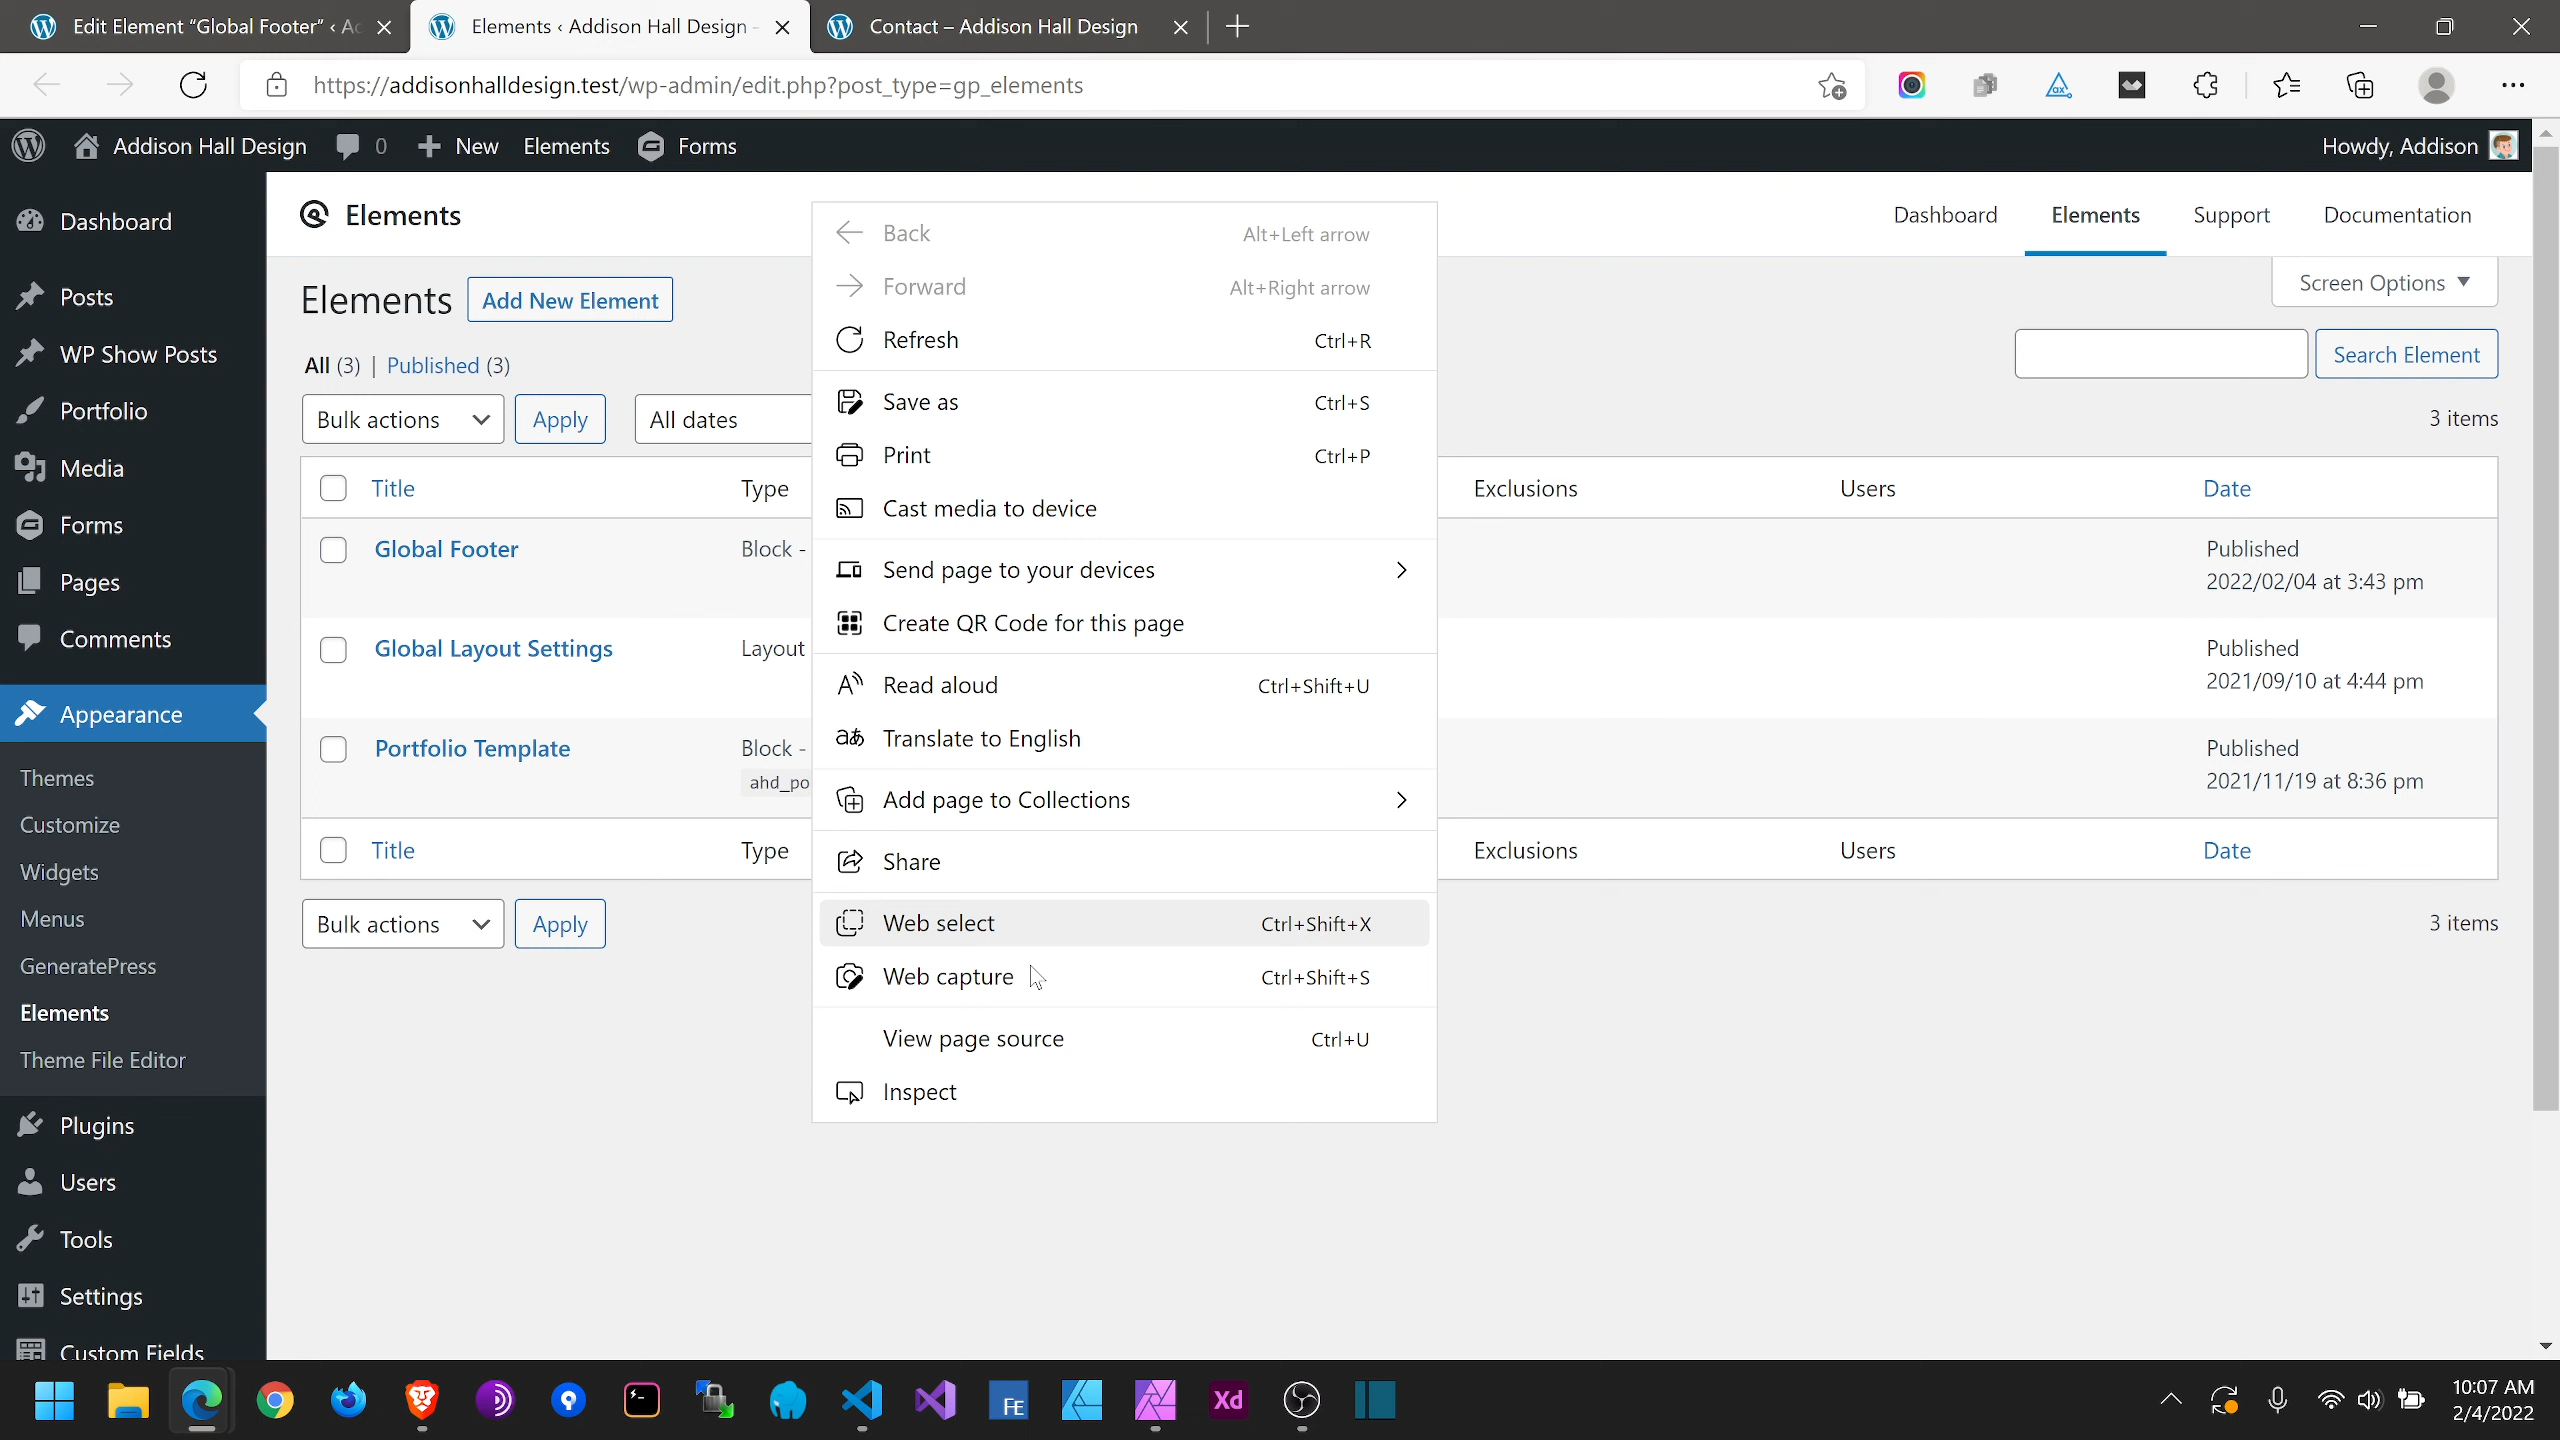 Edit Element “Global Footer” ‹ Ad
Elements ‹ Addison Hall Design -
Contact – Addison Hall Design
https://addisonhalldesign.test/wp-admin/edit.php?post_type=gp_elements
Addison Hall Design
0
New
Elements
Forms
Howdy, Addison
Dashboard
Posts
WP Show Posts
Portfolio
Media
Forms
Pages
Comments
Appearance
Themes
Customize
Widgets
Menus
GeneratePress
Elements
Theme File Editor
Plugins
Users
Tools
Settings
Custom Fields
Elements
Dashboard
Elements
Support
Documentation
Elements
Add New Element
Screen Options
All (3) | Published (3)
Search Element
Bulk actions
Apply
All dates
3 items
Title Type Exclusions Users Date
Global Footer Block - Published
2022/02/04 at 3:43 pm
Global Layout Settings Layout Published
2021/09/10 at 4:44 pm
Portfolio Template Block - Published
ahd_po 2021/11/19 at 8:36 pm
Title Type Exclusions Users Date
Bulk actions
Apply
3 items
Back Alt+Left arrow
Forward Alt+Right arrow
Refresh Ctrl+R
Save as Ctrl+S
Print Ctrl+P
Cast media to device
Send page to your devices
Create QR Code for this page
Read aloud Ctrl+Shift+U
Translate to English
Add page to Collections
Share
Web select Ctrl+Shift+X
Web capture Ctrl+Shift+S
View page source Ctrl+U
Inspect
FE
Xd
10:07 AM
2/4/2022